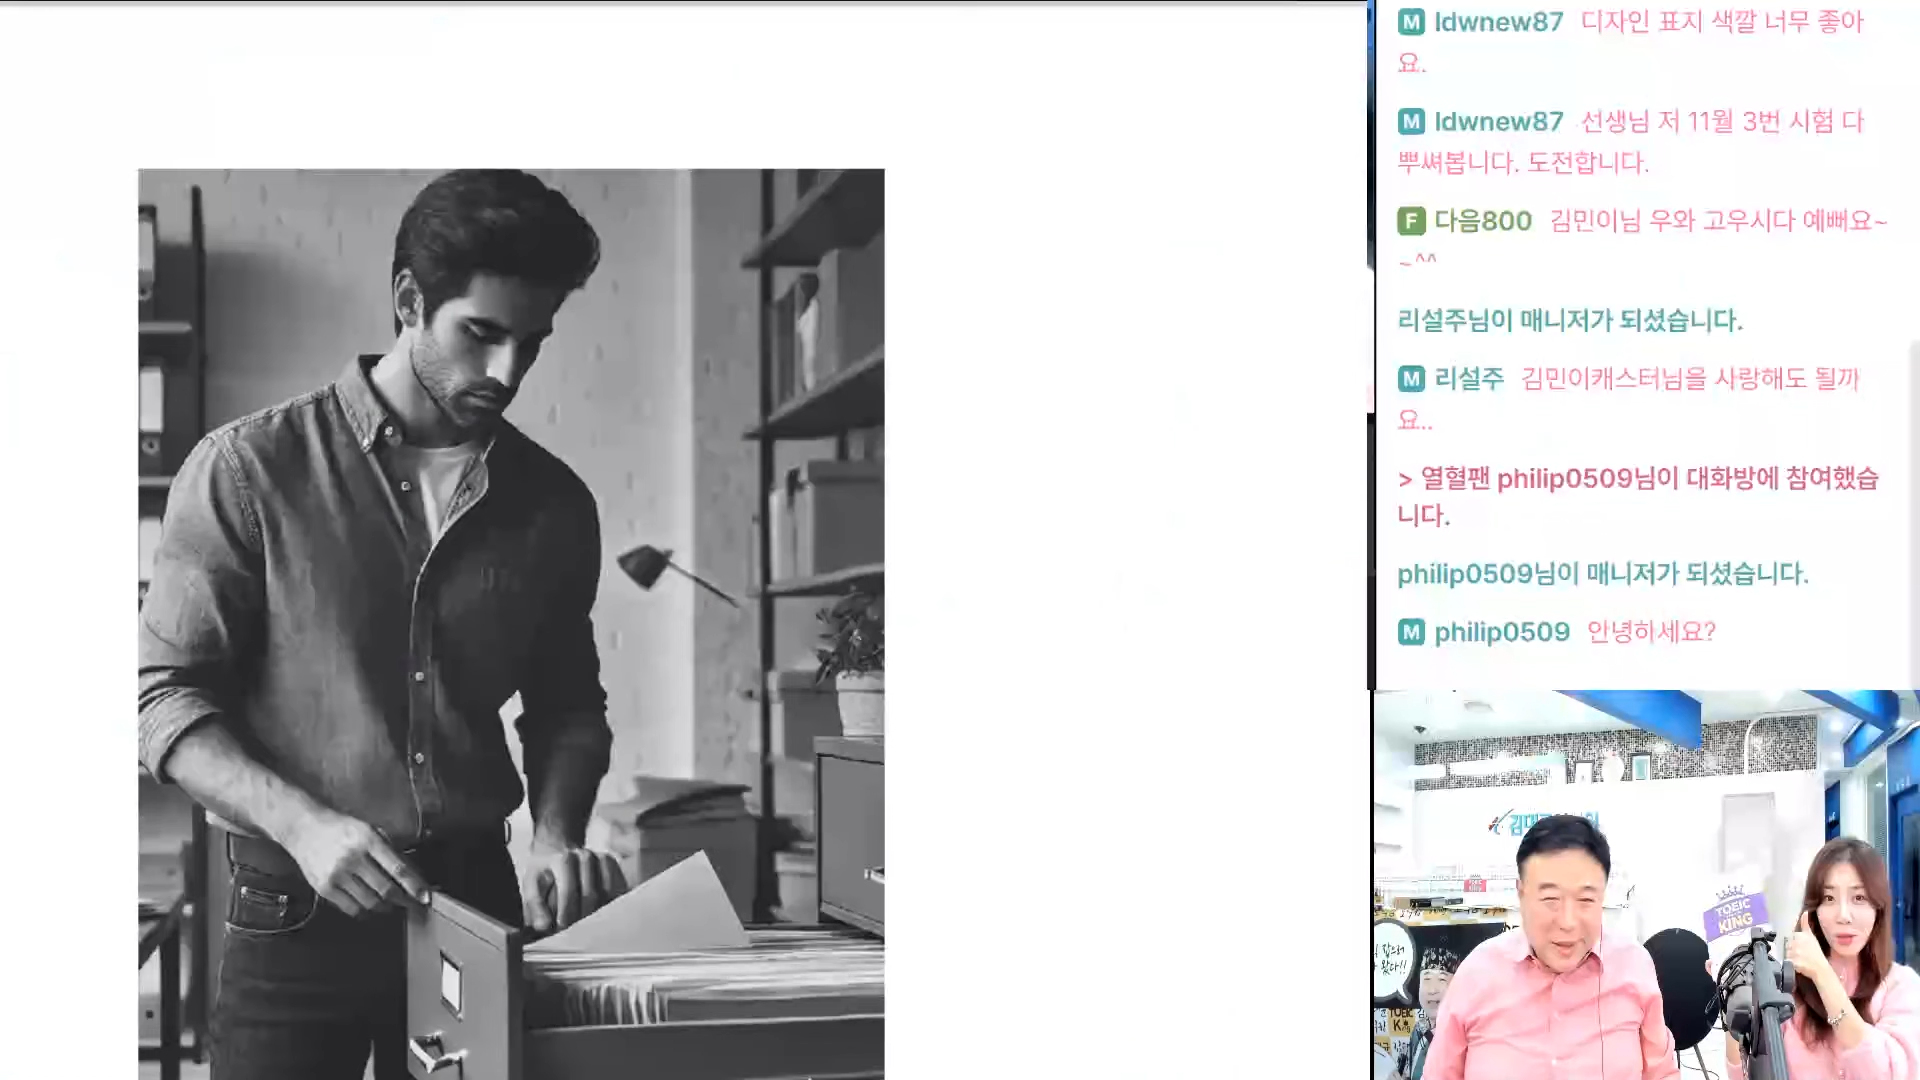 M ldwnew87 디자인 표지 색깔 너무 좋아
요.
M ldwnew87 선생님 저 11월 3번 시험 다
뿌셔봅니다. 도전합니다.
F 다음800 김민이님 우와 고우시다 예뻐요~
~^^
리설주님이 매니저가 되셨습니다.
M 리설주 김민이캐스터님을 사랑해도 될까
요..
> 열혈팬 philip0509님이 대화방에 참여했습
니다.
philip0509님이 매니저가 되셨습니다.
M philip0509 안녕하세요?
TOEIC
KING